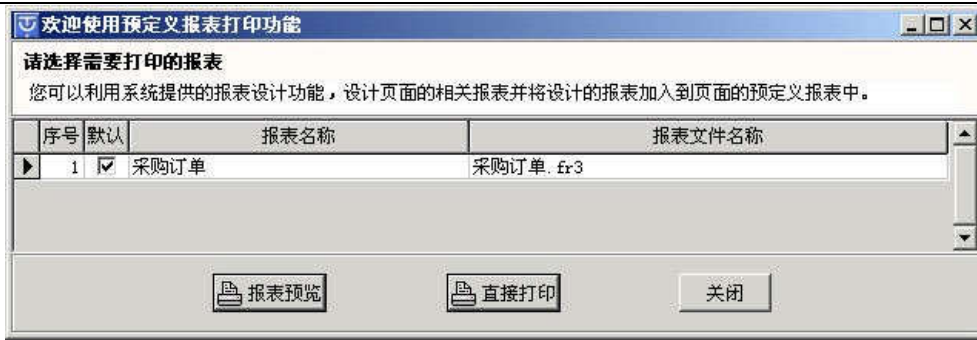 欢迎使用预定义报表打印功能
请选择需要打印的报表
您可以利用系统提供的报表设计功能，设计页面的相关报表并将设计的报表加入到页面的预定义报表中。
序号 默认 报表名称 报表文件名称
1 采购订单 采购订单.fr3
报表预览 直接打印 关闭